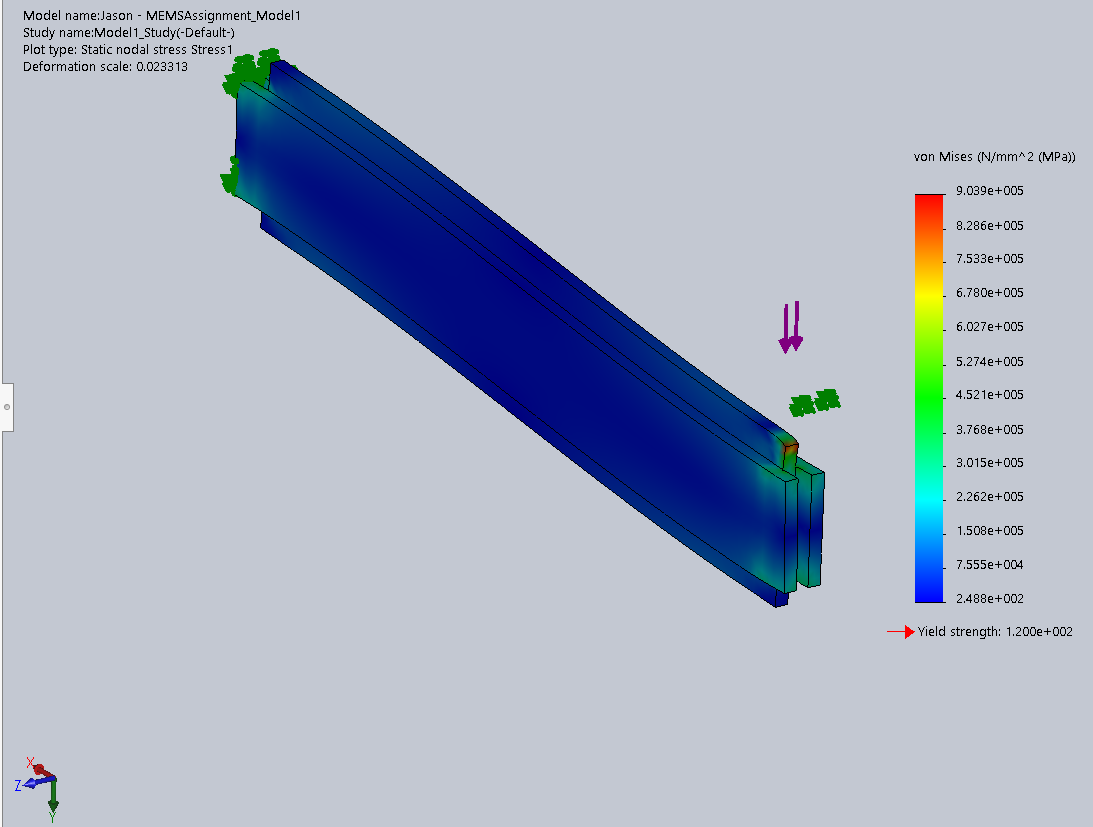 Model name:Jason - MEMSAssignment_Model1
Study name:Model1_Study(-Default-)
Plot type: Static nodal stress Stress1
Deformation scale: 0.023313
von Mises (N/mm^2 (MPa))
9.039e+005
8.286e+005
7.533e+005
6.780e+005
6.027e+005
5.274e+005
4.521e+005
3.768e+005
3.015e+005
2.262e+005
1.508e+005
7.555e+004
2.488e+002
Yield strength: 1.200e+002
X
Z
Y